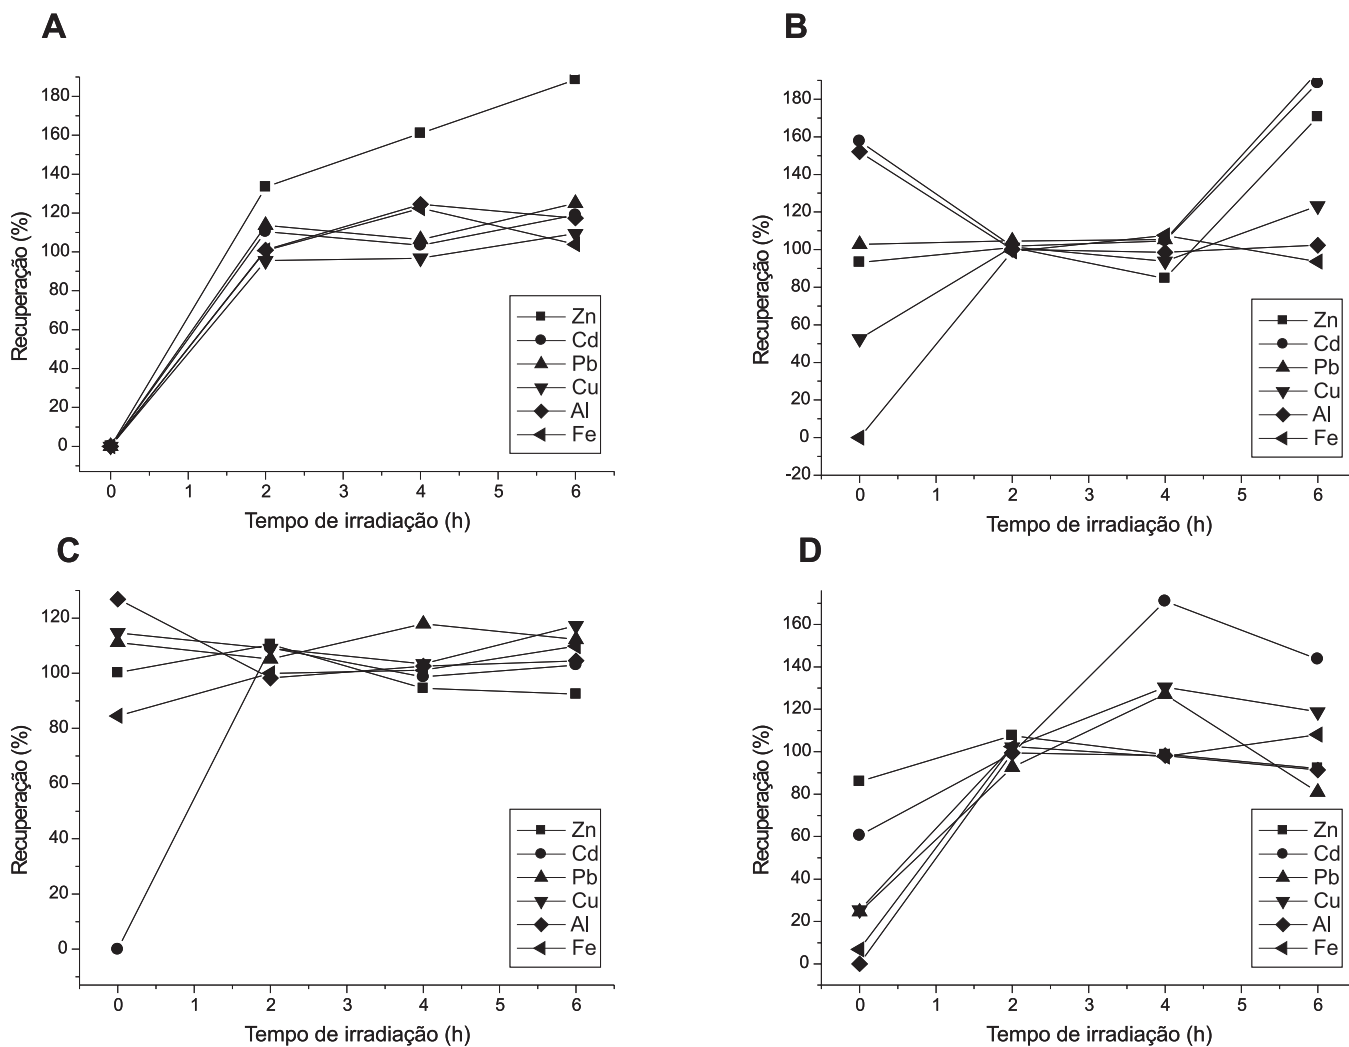 A
180
160
140
120
100
80
60
40
20
0
Recuperação (%)
0 1 2 3 4 5 6
Tempo de irradiação (h)
Zn
Cd
Pb
Cu
Al
Fe
B
180
160
140
120
100
80
60
40
20
0
-20
Recuperação (%)
0 1 2 3 4 5 6
Tempo de irradiação (h)
Zn
Cd
Pb
Cu
Al
Fe
C
120
100
80
60
40
20
0
Recuperação (%)
0 1 2 3 4 5 6
Tempo de irradiação (h)
Zn
Cd
Pb
Cu
Al
Fe
D
160
140
120
100
80
60
40
20
0
Recuperação (%)
0 1 2 3 4 5 6
Tempo de irradiação (h)
Zn
Cd
Pb
Cu
Al
Fe